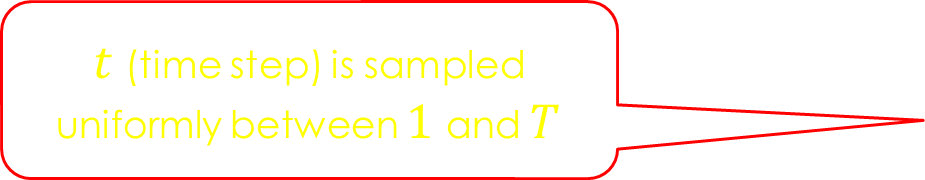 t (time step) is sampled
uniformly between 1 and T